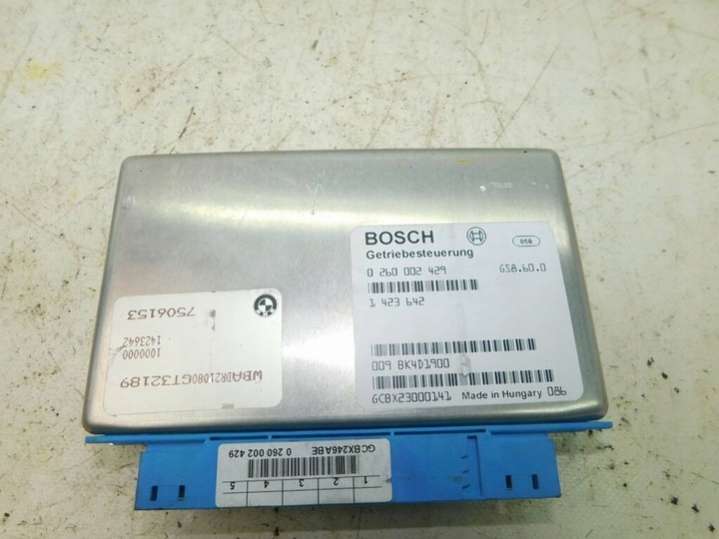 BOSCH
Getriebesteuerung
0 260 002 429 GS8.60.0
1 423 642
009 BK4D1900
GCBX23000141 Made in Hungary 086
7506153
1423642
1000000
WBADR21080GT32189
GCBX246ABE
0 260 002 429
1 2 3 4 5